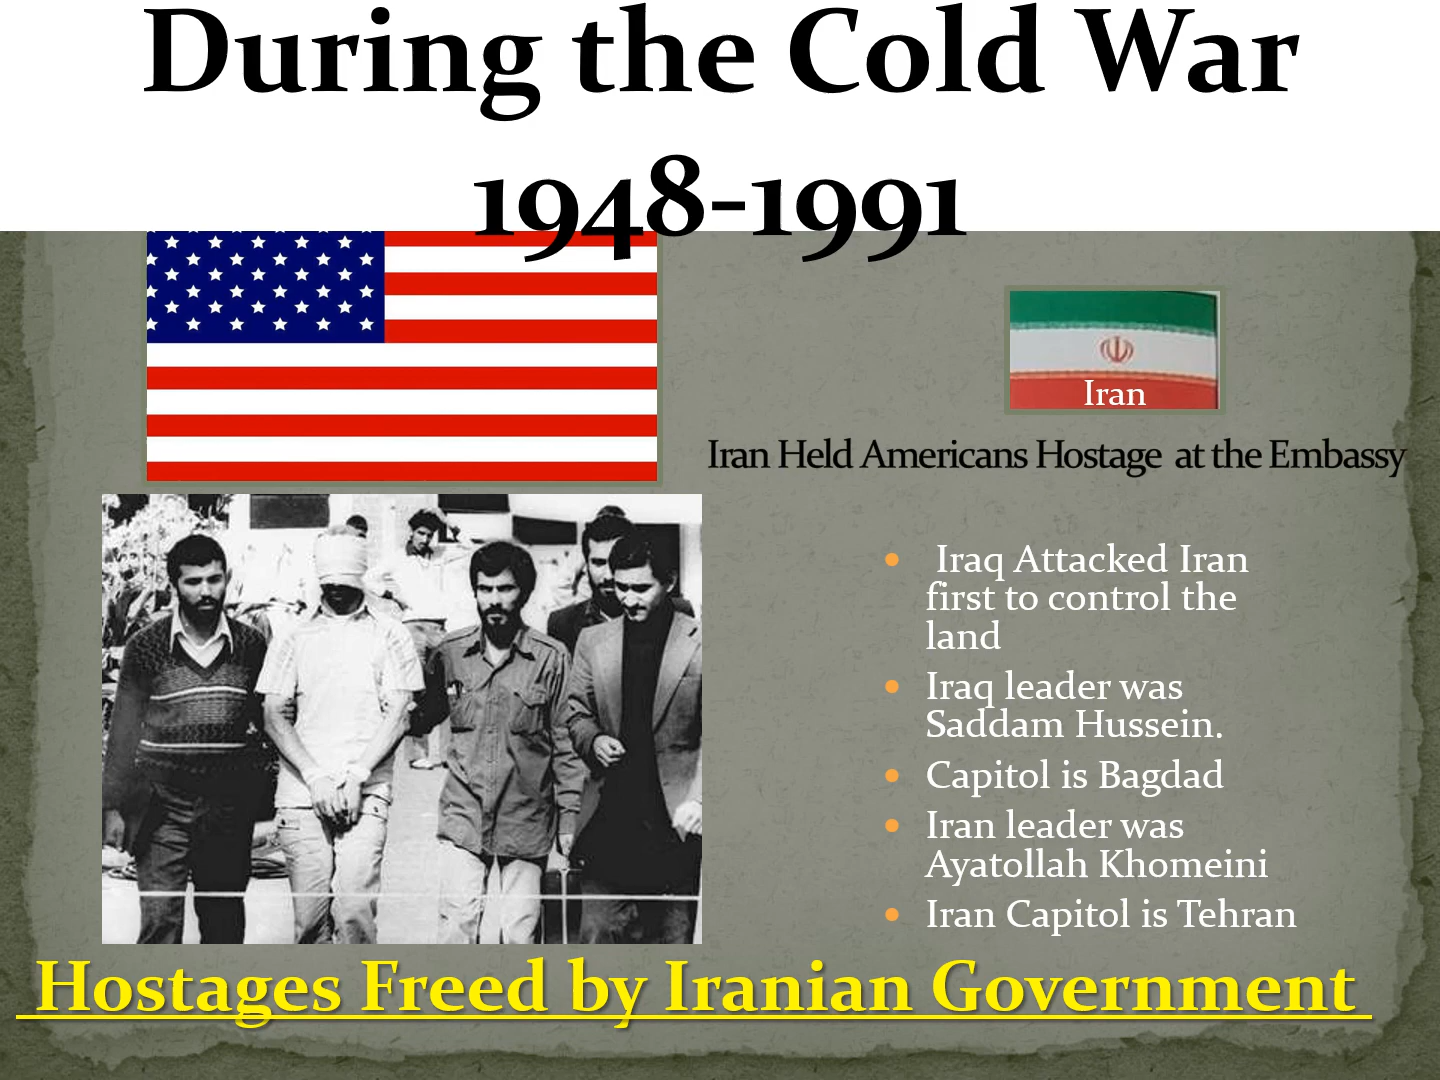 During the Cold War
1948-1991
Iran
Iran Held Americans Hostage at the Embassy
Iraq Attacked Iran
first to control the
land
Iraq leader was
Saddam Hussein.
Capitol is Bagdad
Iran leader was
Ayatollah Khomeini
Iran Capitol is Tehran
Hostages Freed by Iranian Government